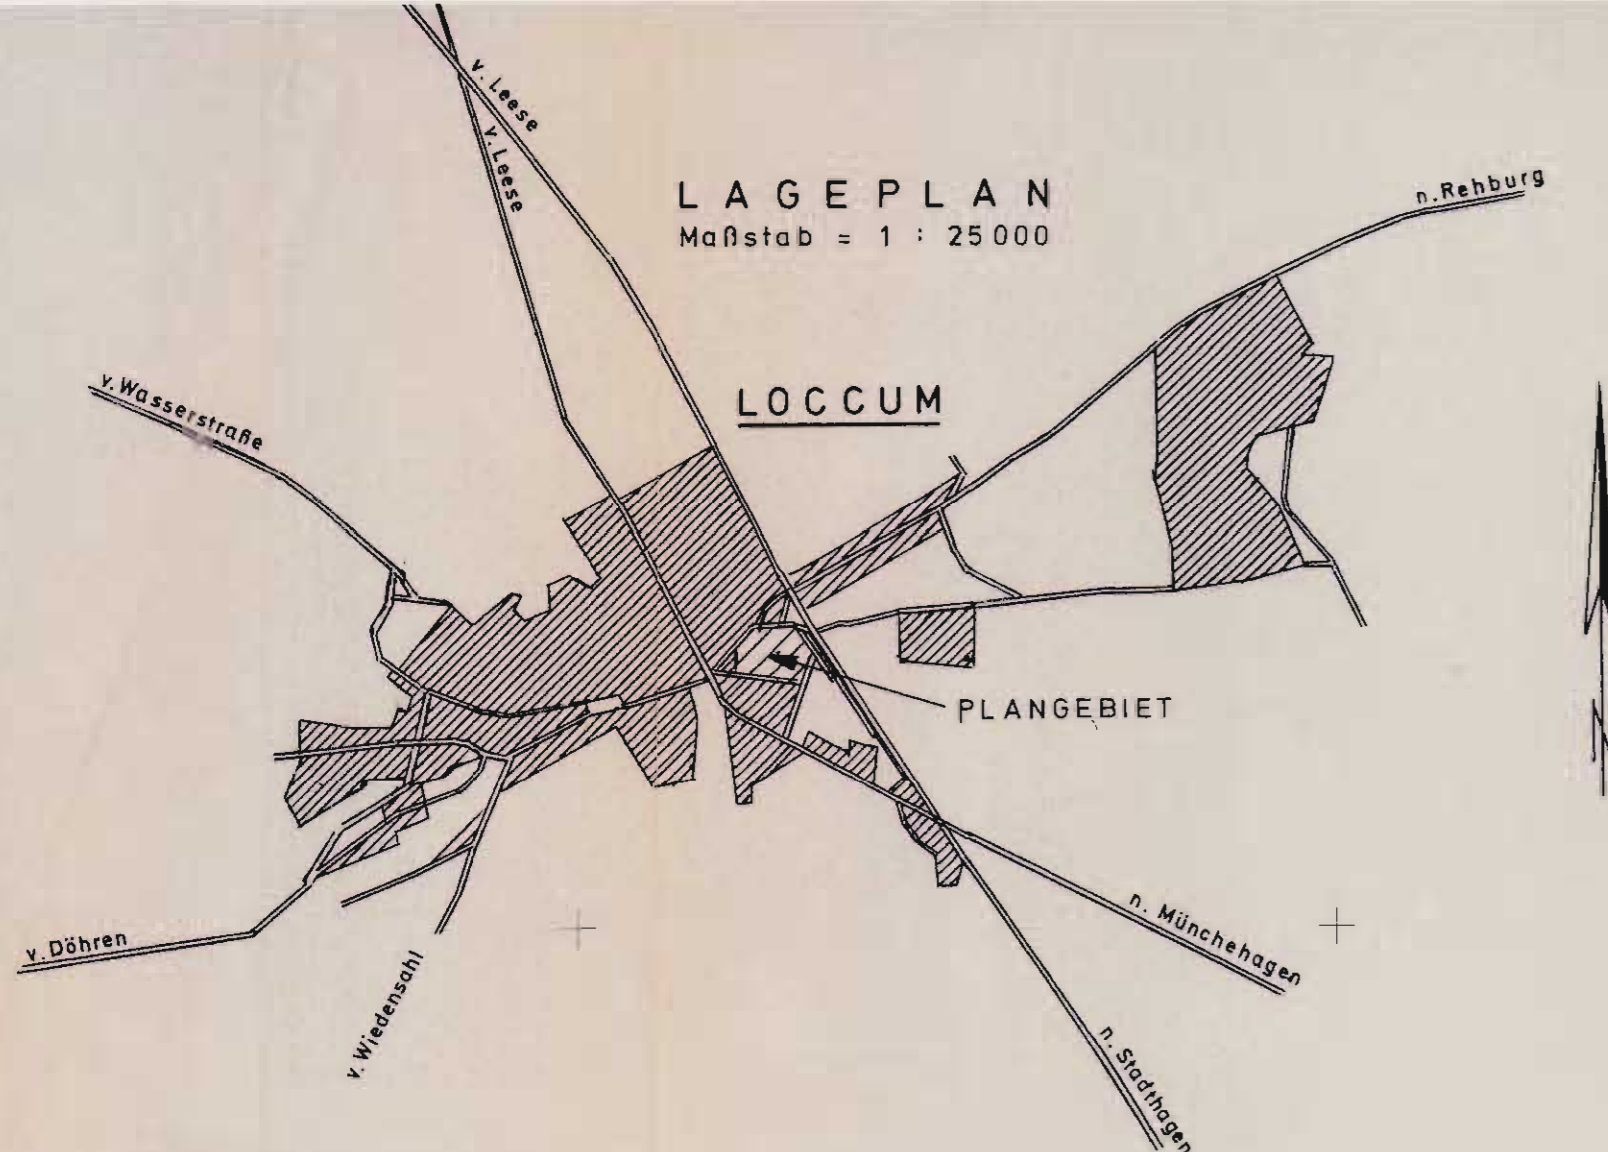 v. Leese
v. Leese
LAGEPLAN
Maßstab = 1 : 25000
n. Rehburg
LOCCUM
v. Wasserstraße
PLANGEBIET
v. Döhren
v. Wiedensahl
n. Münchehagen
n. Stadthagen